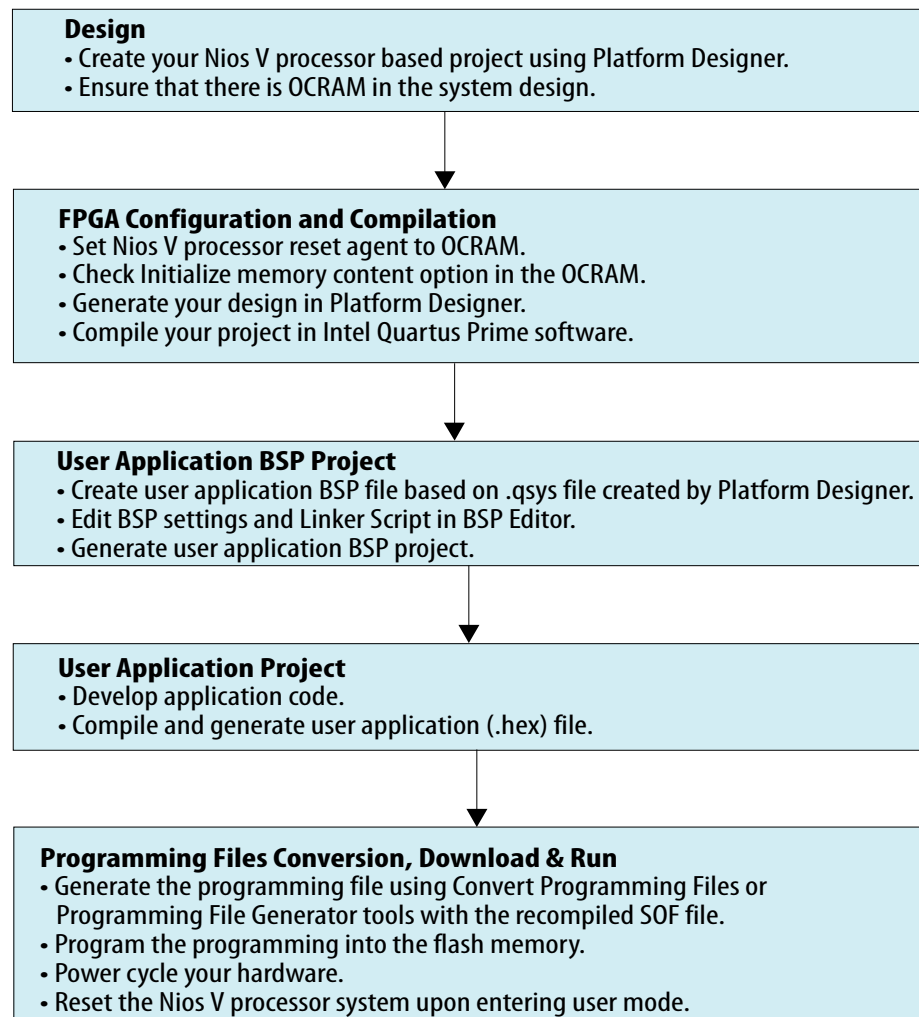 Design
• Create your Nios V processor based project using Platform Designer.
• Ensure that there is OCRAM in the system design.
FPGA Configuration and Compilation
• Set Nios V processor reset agent to OCRAM.
• Check Initialize memory content option in the OCRAM.
• Generate your design in Platform Designer.
• Compile your project in Intel Quartus Prime software.
User Application BSP Project
• Create user application BSP file based on .qsys file created by Platform Designer.
• Edit BSP settings and Linker Script in BSP Editor.
• Generate user application BSP project.
User Application Project
• Develop application code.
• Compile and generate user application (.hex) file.
Programming Files Conversion, Download & Run
• Generate the programming file using Convert Programming Files or
Programming File Generator tools with the recompiled SOF file.
• Program the programming into the flash memory.
• Power cycle your hardware.
• Reset the Nios V processor system upon entering user mode.